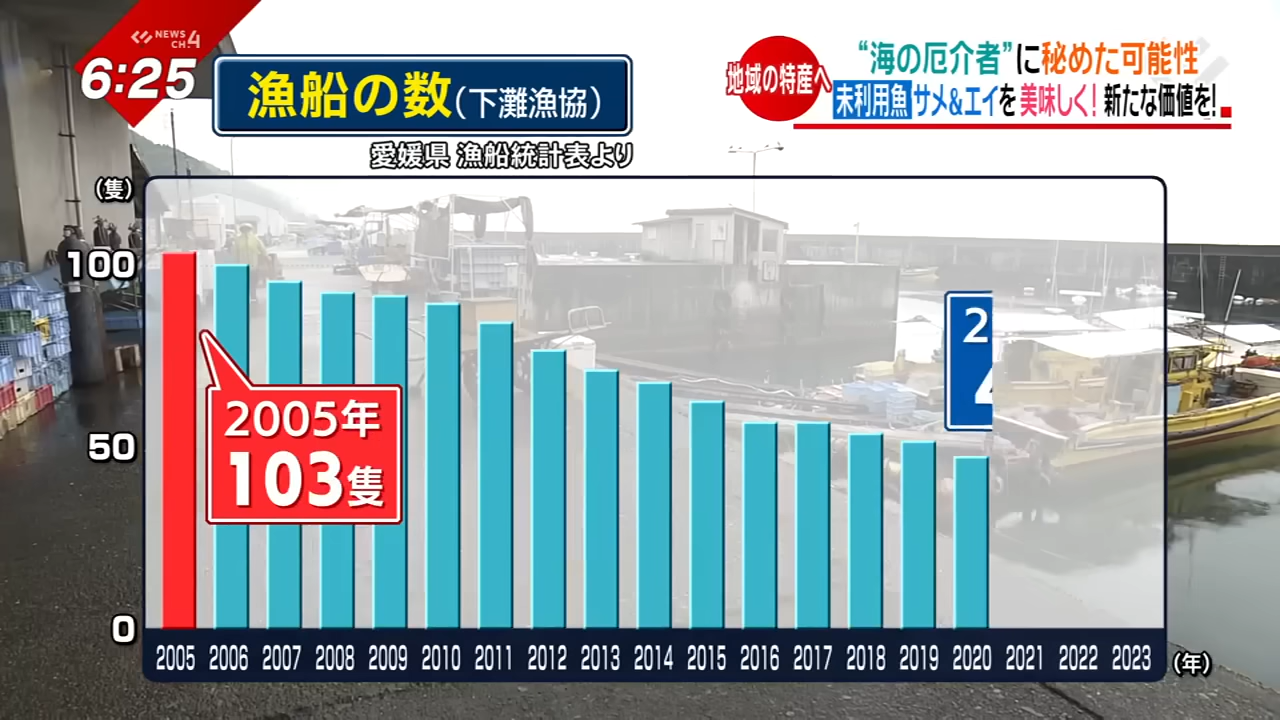 NEWS
CH.4
6:25
漁船の数(下灘漁協)
愛媛県 漁船統計表より
地域の特産へ
“海の厄介者”に秘めた可能性
未利用魚サメ&エイを美味しく!新たな価値を!
(隻)
100
50
0
2005年
103隻
2
2005 2006 2007 2008 2009 2010 2011 2012 2013 2014 2015 2016 2017 2018 2019 2020 2021 2022 2023 (年)